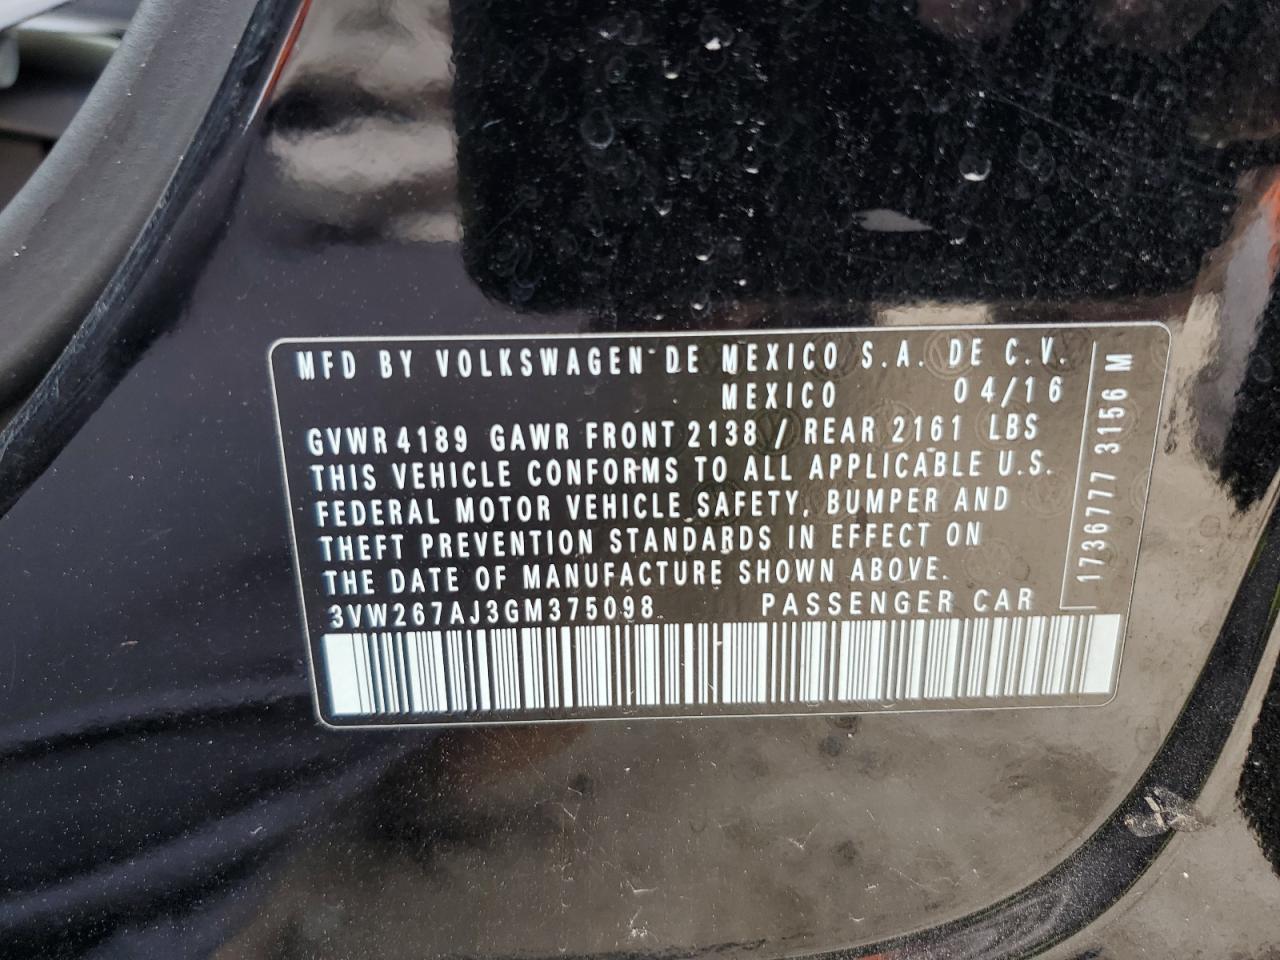 MFD BY VOLKSWAGEN DE MEXICO S.A. DE C.V.
MEXICO 04/16
GVWR 4189 GAWR FRONT 2138 / REAR 2161 LBS
THIS VEHICLE CONFORMS TO ALL APPLICABLE U.S.
FEDERAL MOTOR VEHICLE SAFETY, BUMPER AND
THEFT PREVENTION STANDARDS IN EFFECT ON
THE DATE OF MANUFACTURE SHOWN ABOVE.
3VW267AJ3GM375098 PASSENGER CAR
1736777 3156 M